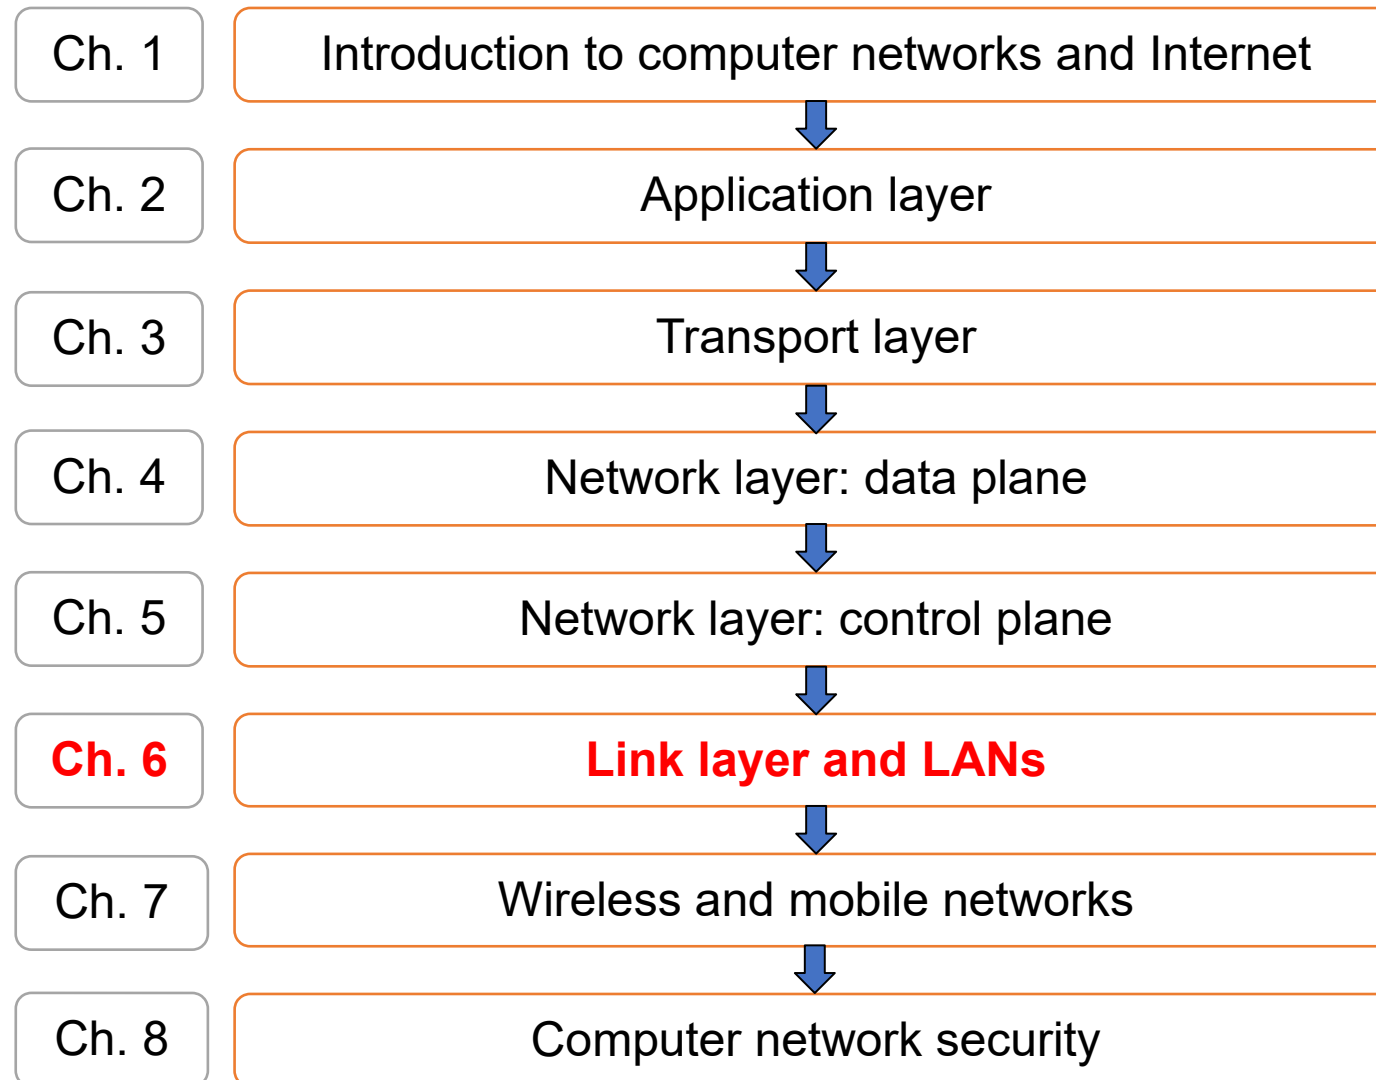 Ch. 1 Introduction to computer networks and Internet
Ch. 2 Application layer
Ch. 3 Transport layer
Ch. 4 Network layer: data plane
Ch. 5 Network layer: control plane
Ch. 6 Link layer and LANs
Ch. 7 Wireless and mobile networks
Ch. 8 Computer network security